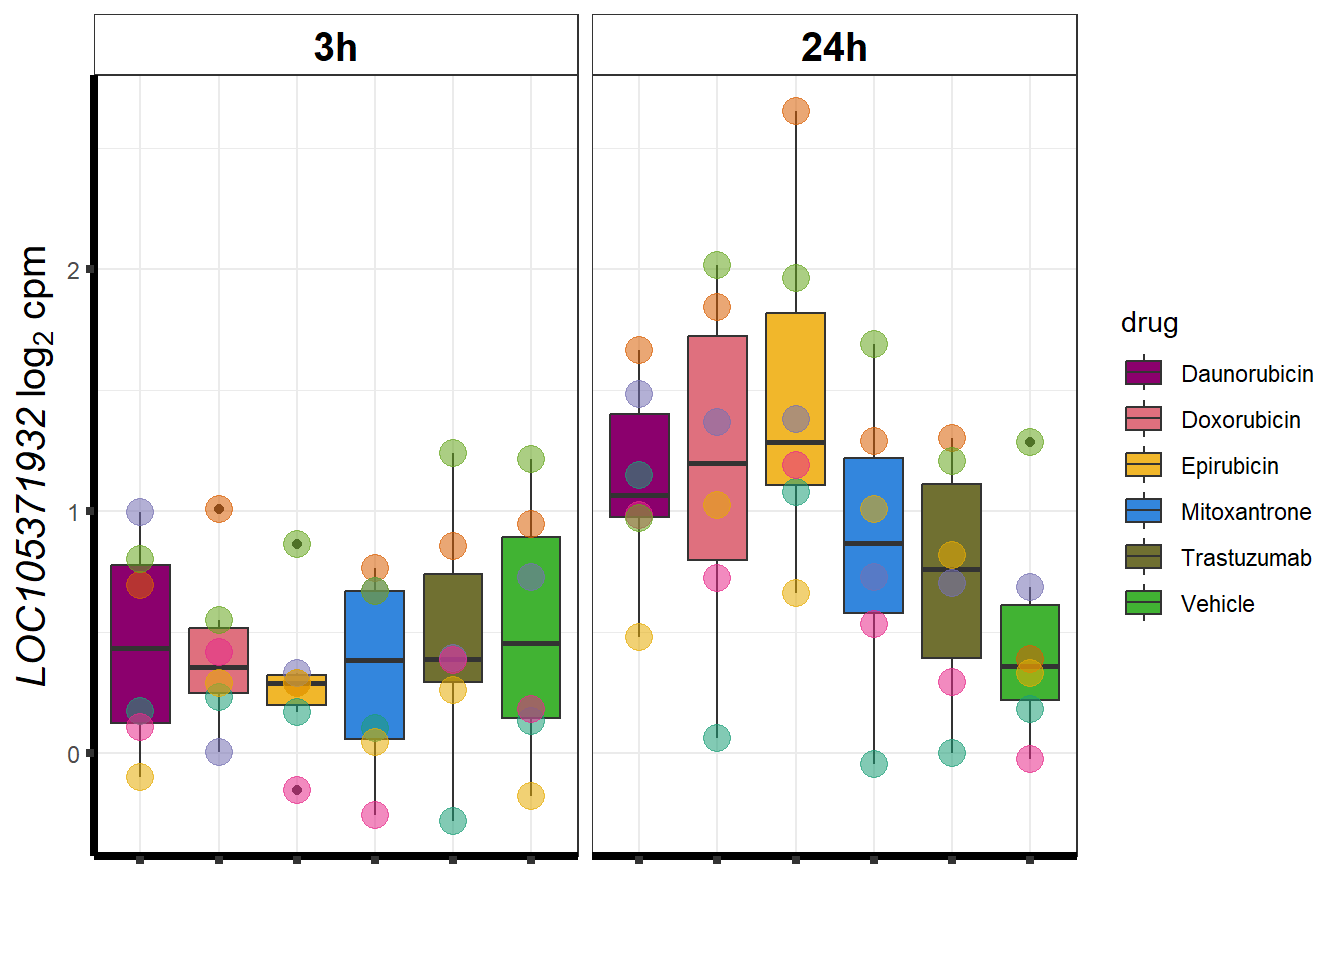 3h
24h
LOC105371932 log₂ cpm
2
1
0
drug
Daunorubicin
Doxorubicin
Epirubicin
Mitoxantrone
Trastuzumab
Vehicle